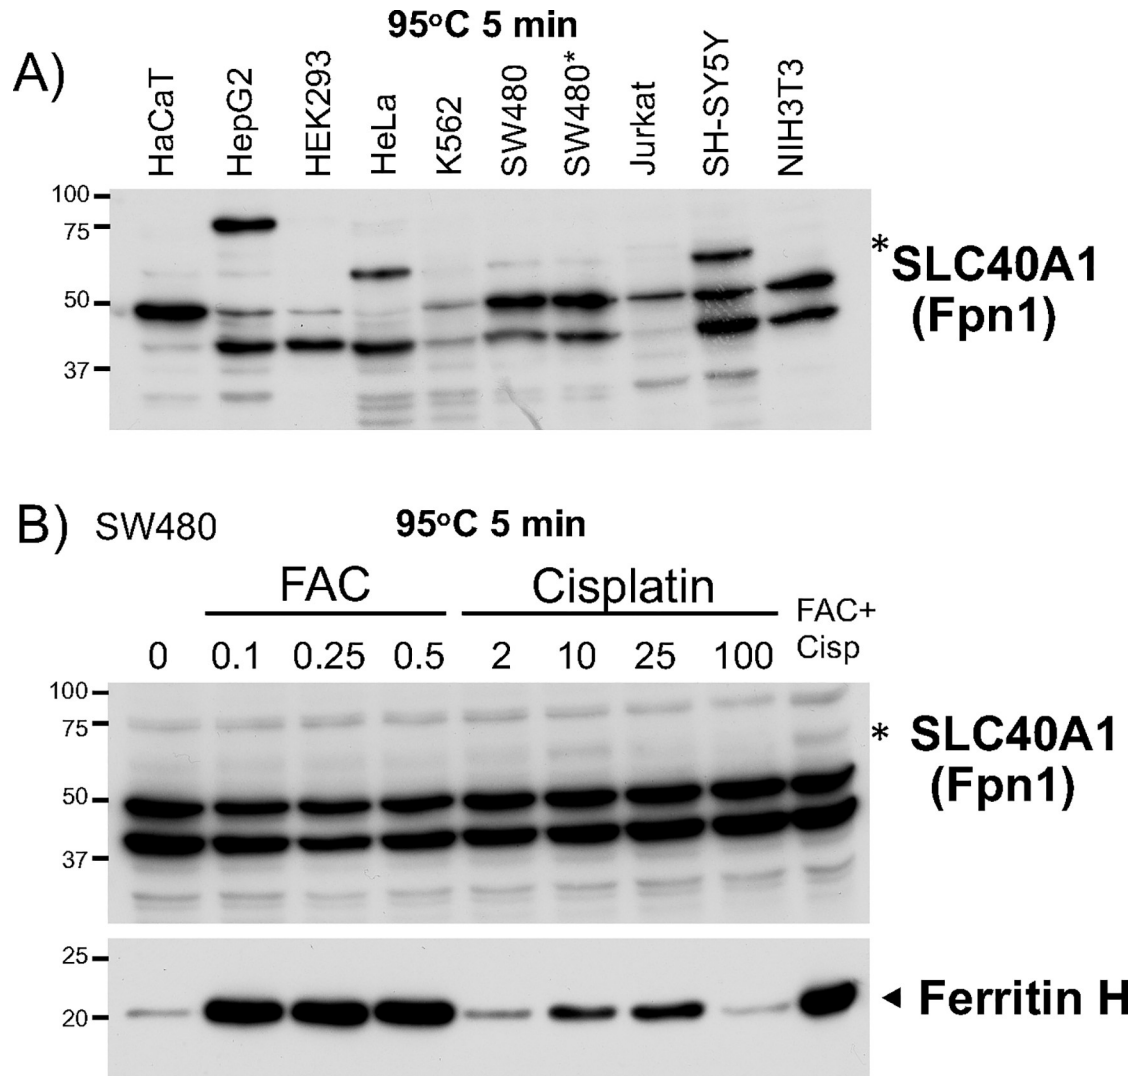 95°C 5 min
A)
HaCaT
HepG2
HEK293
HeLa
K562
SW480
SW480*
Jurkat
SH-SY5Y
NIH3T3
100
75
50
37
* SLC40A1
(Fpn1)
B) SW480 95°C 5 min
FAC Cisplatin FAC+
Cisp
0 0.1 0.25 0.5 2 10 25 100
100
75
50
37
* SLC40A1
(Fpn1)
25
20
◄ Ferritin H